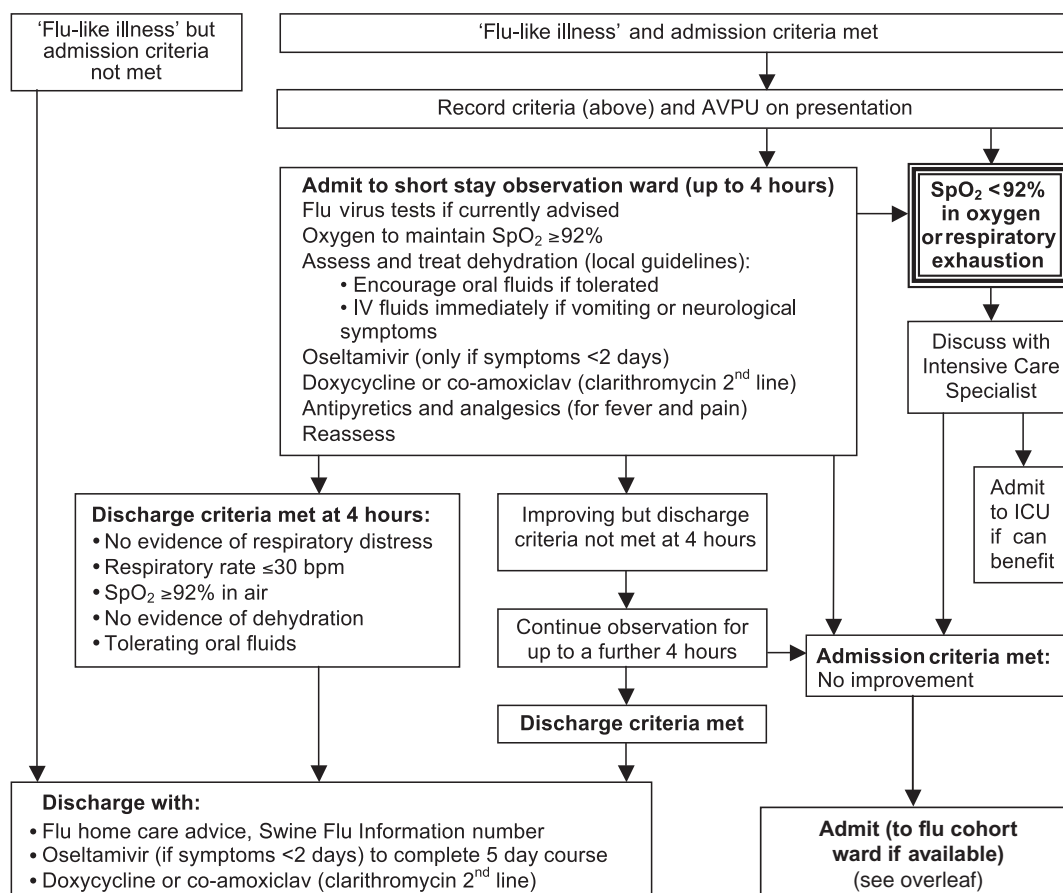 ‘Flu-like illness’ but
admission criteria
not met
‘Flu-like illness’ and admission criteria met
Record criteria (above) and AVPU on presentation
Admit to short stay observation ward (up to 4 hours)
Flu virus tests if currently advised
Oxygen to maintain SpO₂ ≥92%
Assess and treat dehydration (local guidelines):
• Encourage oral fluids if tolerated
• IV fluids immediately if vomiting or neurological
symptoms
Oseltamivir (only if symptoms <2 days)
Doxycycline or co-amoxiclav (clarithromycin 2nd line)
Antipyretics and analgesics (for fever and pain)
Reassess
SpO₂ <92%
in oxygen
or respiratory
exhaustion
Discuss with
Intensive Care
Specialist
Admit
to ICU
if can
benefit
Discharge criteria met at 4 hours:
• No evidence of respiratory distress
• Respiratory rate ≤30 bpm
• SpO₂ ≥92% in air
• No evidence of dehydration
• Tolerating oral fluids
Improving but discharge
criteria not met at 4 hours
Continue observation for
up to a further 4 hours
Admission criteria met:
No improvement
Discharge criteria met
Discharge with:
• Flu home care advice, Swine Flu Information number
• Oseltamivir (if symptoms <2 days) to complete 5 day course
• Doxycycline or co-amoxiclav (clarithromycin 2nd line)
Admit (to flu cohort
ward if available)
(see overleaf)